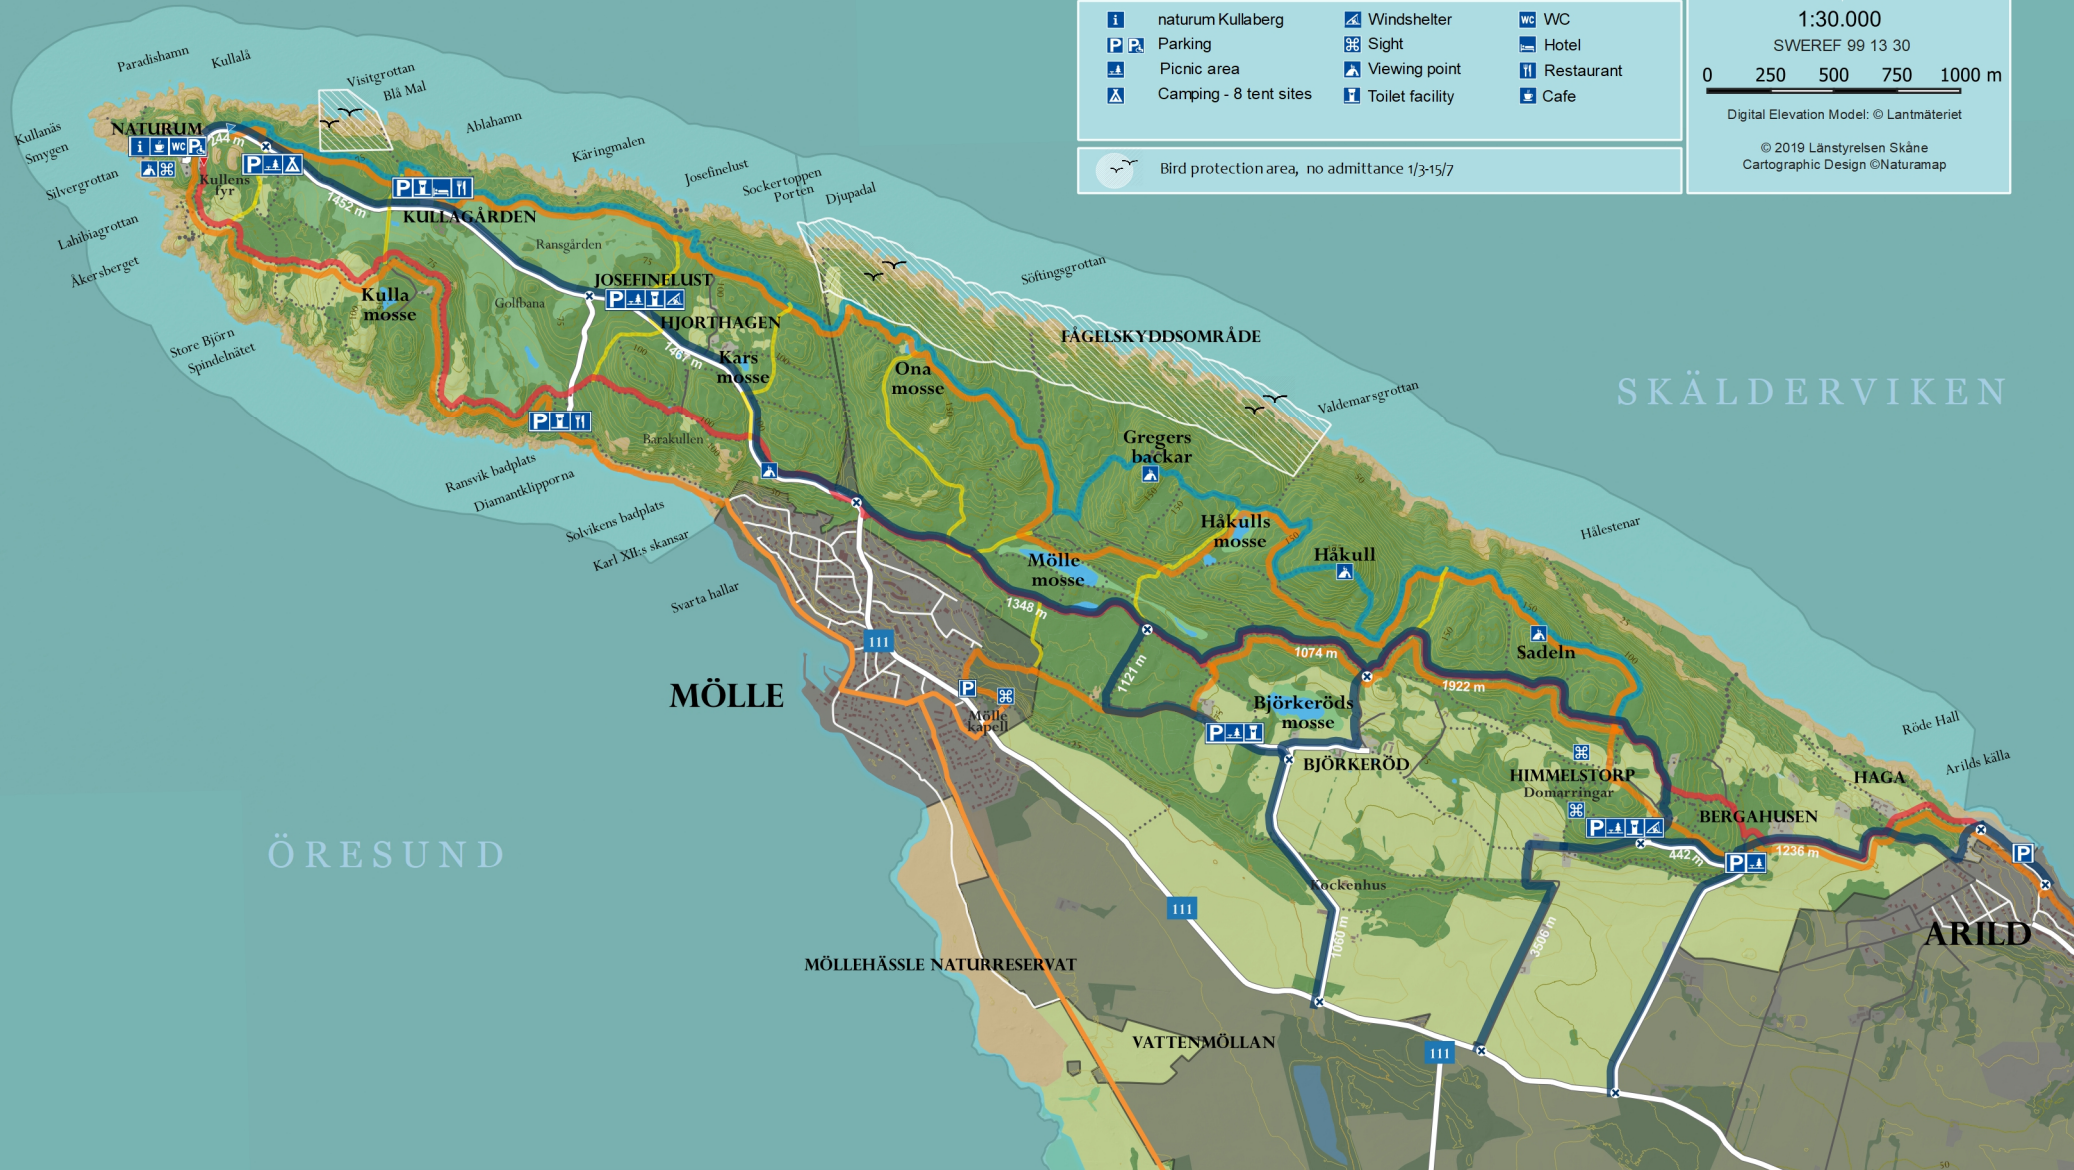 naturum Kullaberg
Parking
Picnic area
Camping - 8 tent sites
Windshelter
Sight
Viewing point
Toilet facility
WC
WC
Hotel
Restaurant
Cafe
Bird protection area, no admittance 1/3-15/7
1:30.000
SWEREF 99 13 30
0 250 500 750 1000 m
Digital Elevation Model: © Lantmäteriet
© 2019 Länstyrelsen Skåne
Cartographic Design ©Naturamap
Paradishamn
Kullalå
Visitgrottan
Blå Mal
Ablahamn
Käringmalen
Josefinelust
Sockertoppen
Porten
Djupadal
Söftingsgrottan
Valdemarsgrottan
Hålestenar
Röde Hall
Arilds källa
Kullanäs
Smygen
Silvergrottan
Lahibiagrottan
Åkersberget
Store Björn
Spindelnätet
Ransvik badplats
Diamantklipporna
Solvikens badplats
Karl XII:s skansar
Svarta hallar
NATURUM
WC
244 m
Kullens
fyr
1452 m
KULLAGÅRDEN
Ransgården
JOSEFINELUST
HJORTHAGEN
Golfbana
Kulla
mosse
1467 m
Kars
mosse
Barakullen
Ona
mosse
FÅGELSKYDDSOMRÅDE
Gregers
backar
Håkulls
mosse
Håkull
Mölle
mosse
1348 m
1121 m
1074 m
1922 m
Sadeln
Björkeröds
mosse
BJÖRKERÖD
HIMMELSTORP
Domarringar
BERGAHUSEN
HAGA
442 m
1236 m
ARILD
Kockenhus
1060 m
3506 m
111
MÖLLE
Mölle
kapell
111
111
MÖLLEHÄSSLE NATURRESERVAT
VATTENMÖLLAN
SKÄLDERVIKEN
ÖRESUND